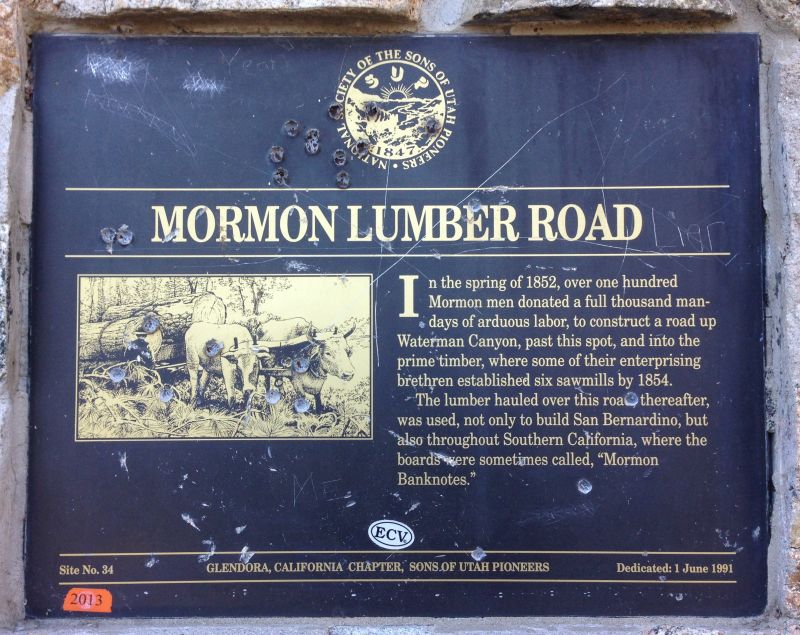 NATIONAL SOCIETY OF THE SONS OF UTAH PIONEERS
SUP
1847
MORMON LUMBER ROAD
Lier
In the spring of 1852, over one hundred
Mormon men donated a full thousand man-
days of arduous labor, to construct a road up
Waterman Canyon, past this spot, and into the
prime timber, where some of their enterprising
brethren established six sawmills by 1854.
The lumber hauled over this road thereafter,
was used, not only to build San Bernardino, but
also throughout Southern California, where the
boards were sometimes called, “Mormon
Banknotes.”
ME
ECV
Site No. 34 GLENDORA, CALIFORNIA CHAPTER, SONS OF UTAH PIONEERS Dedicated: 1 June 1991
2013